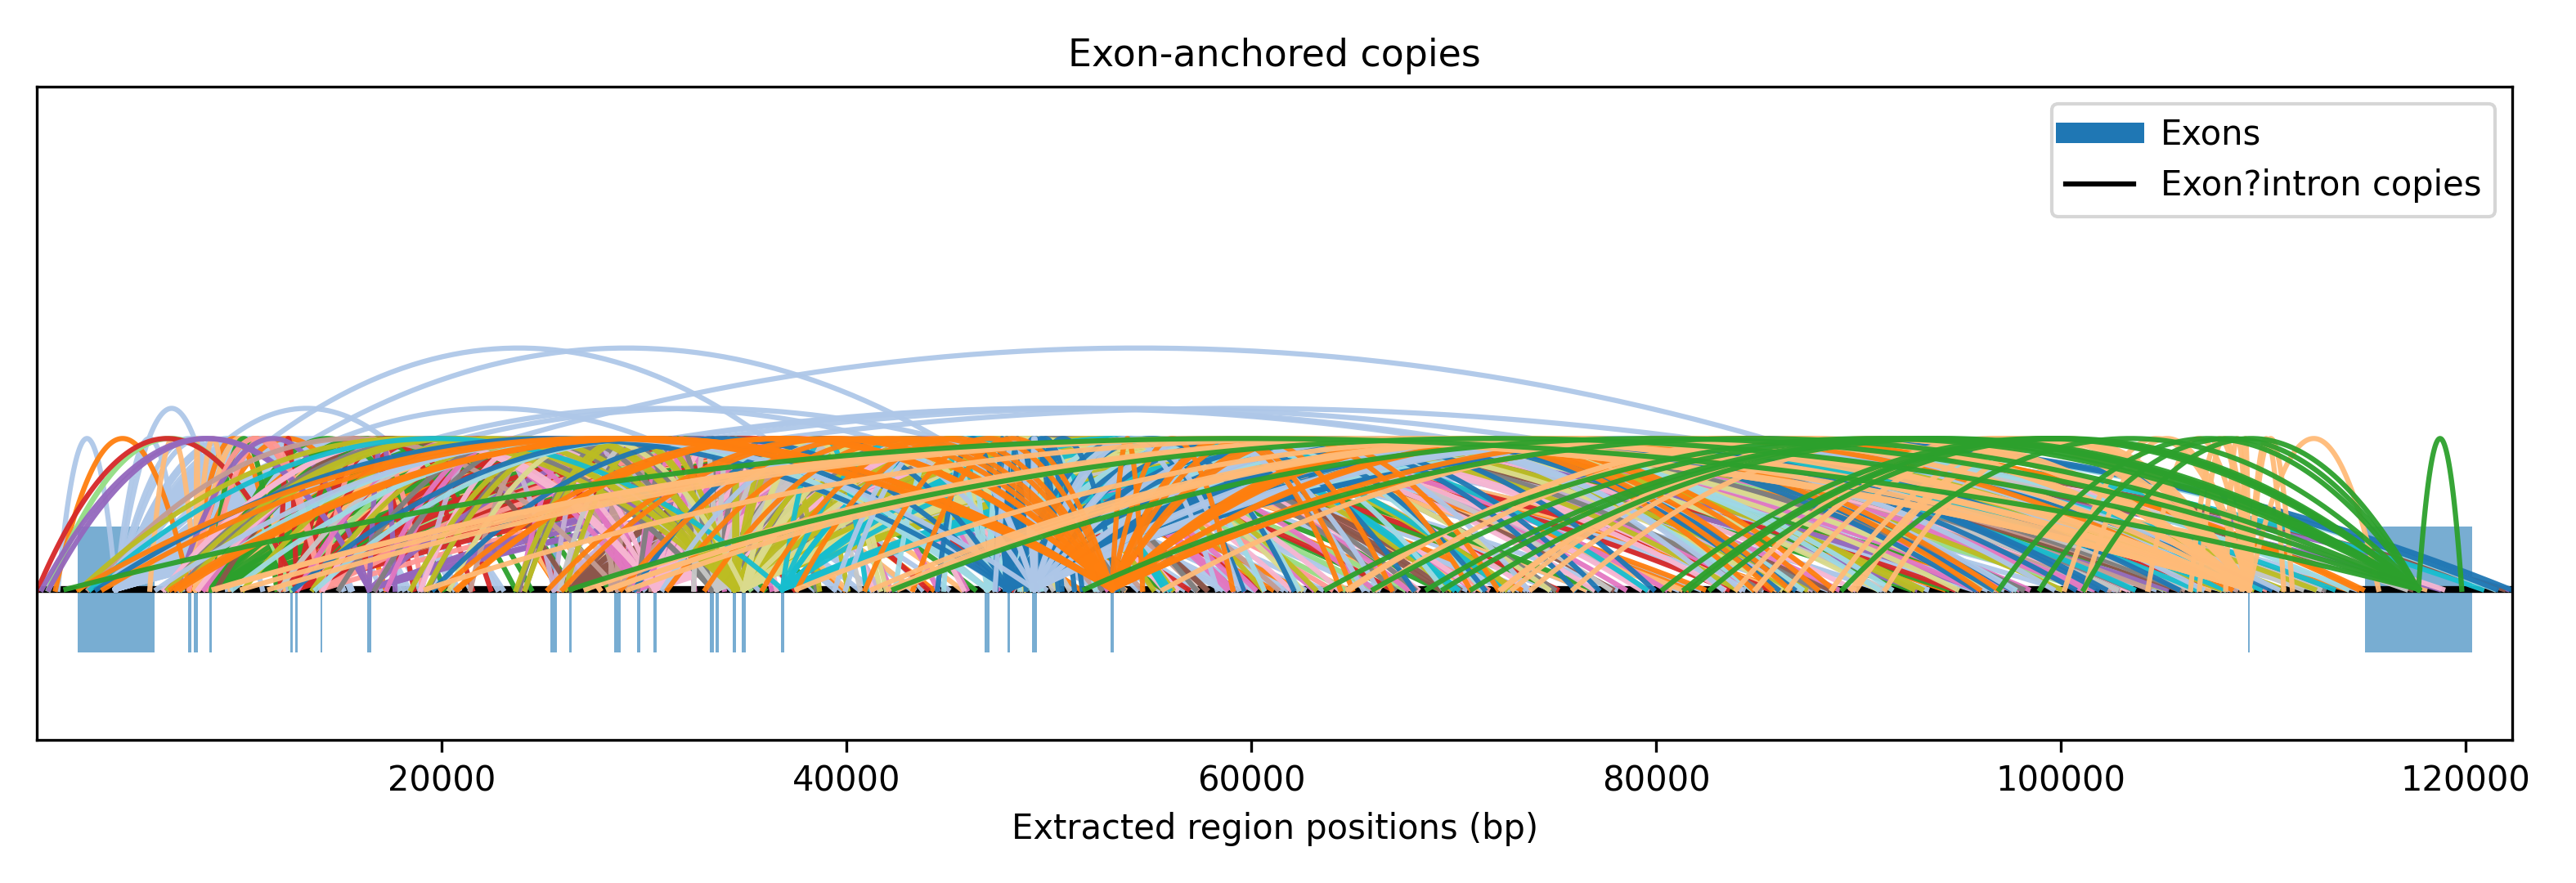 Exon-anchored copies
Exons
Exon?intron copies
20000 40000 60000 80000 100000 120000
Extracted region positions (bp)